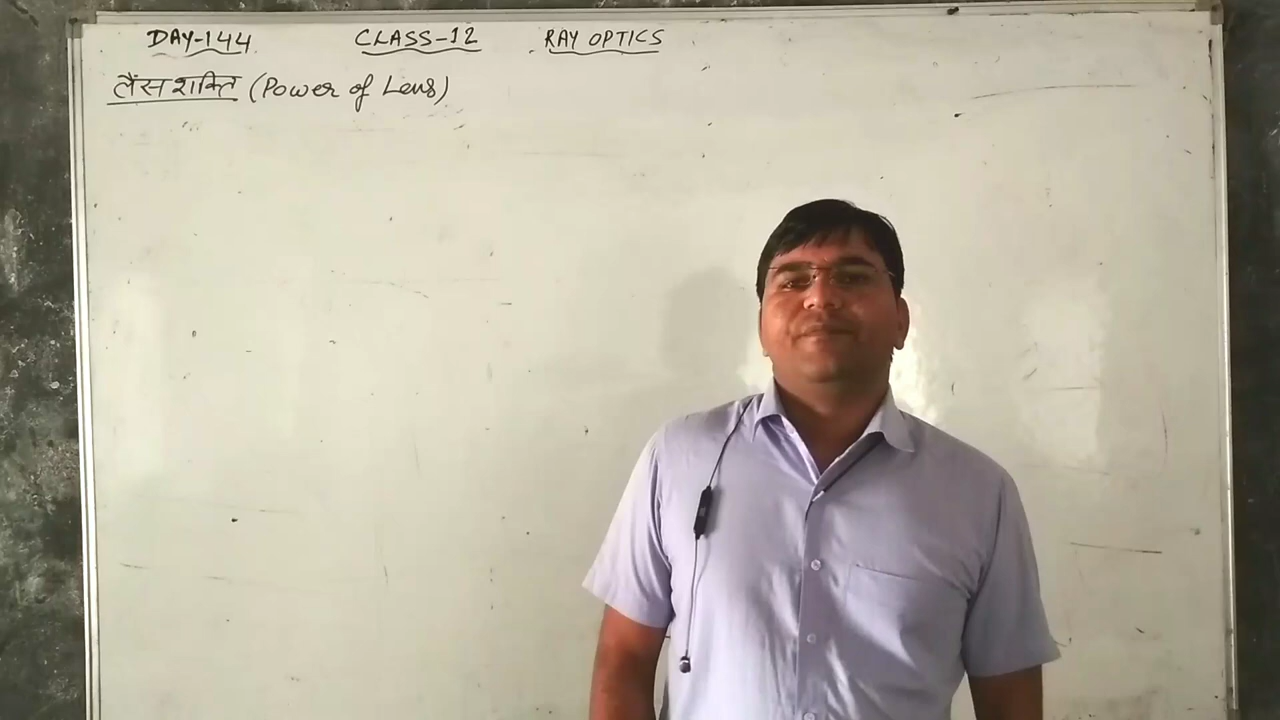 DAY-144 CLASS-12 RAY OPTICS
लैंस शक्ति (Power of Lens)